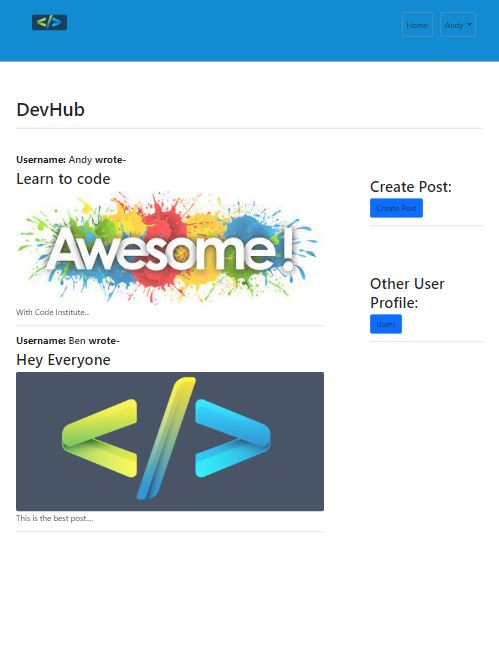 </>
Home
Andy
DevHub
Username: Andy wrote-
Learn to code
Awesome!
With Code Institute...
Username: Ben wrote-
Hey Everyone
</>
This is the best post....
Create Post:
Create Post
Other User
Profile:
Users